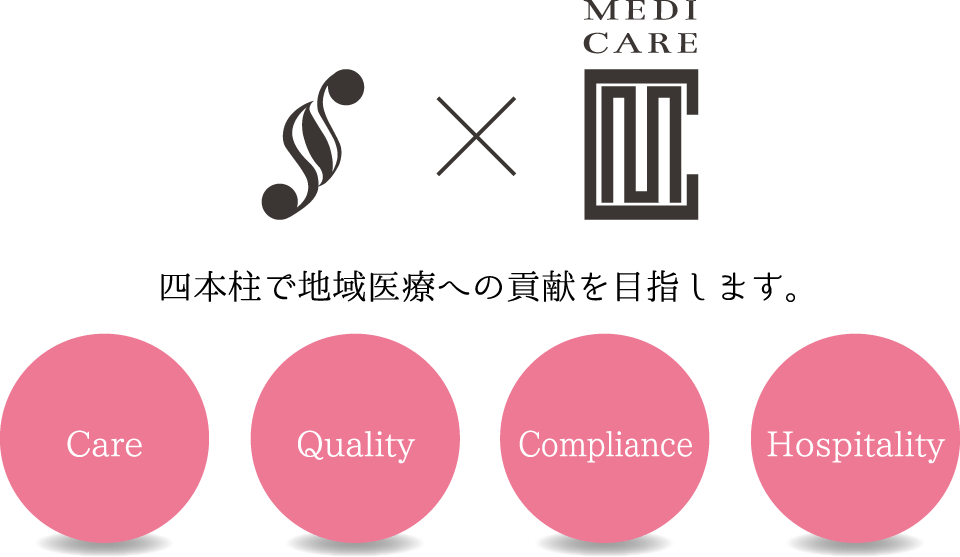 MEDI
CARE
四本柱で地域医療への貢献を目指します。
Care
Quality
Compliance
Hospitality